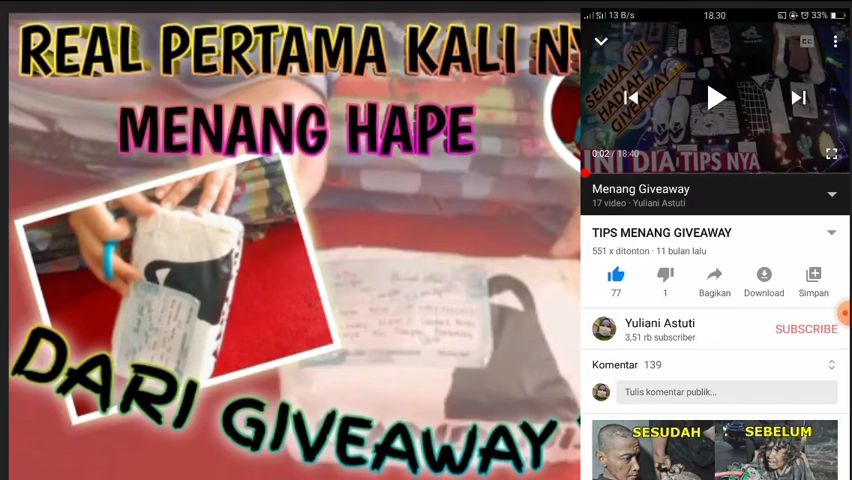 REAL PERTAMA KALI NY
MENANG HAPE
DARI GIVEAWAY
13 B/s
18.30
33%
CC
SEMUA INI
HADIAH
GIVEAWAY
INI DIA TIPS NYA
0:02 / 18:40
Menang Giveaway
17 video · Yuliani Astuti
TIPS MENANG GIVEAWAY
551 x ditonton · 11 bulan lalu
77
1
Bagikan
Download
Simpan
Yuliani Astuti
3,51 rb subscriber
SUBSCRIBE
Komentar 139
Tulis komentar publik...
SESUDAH
SEBELUM